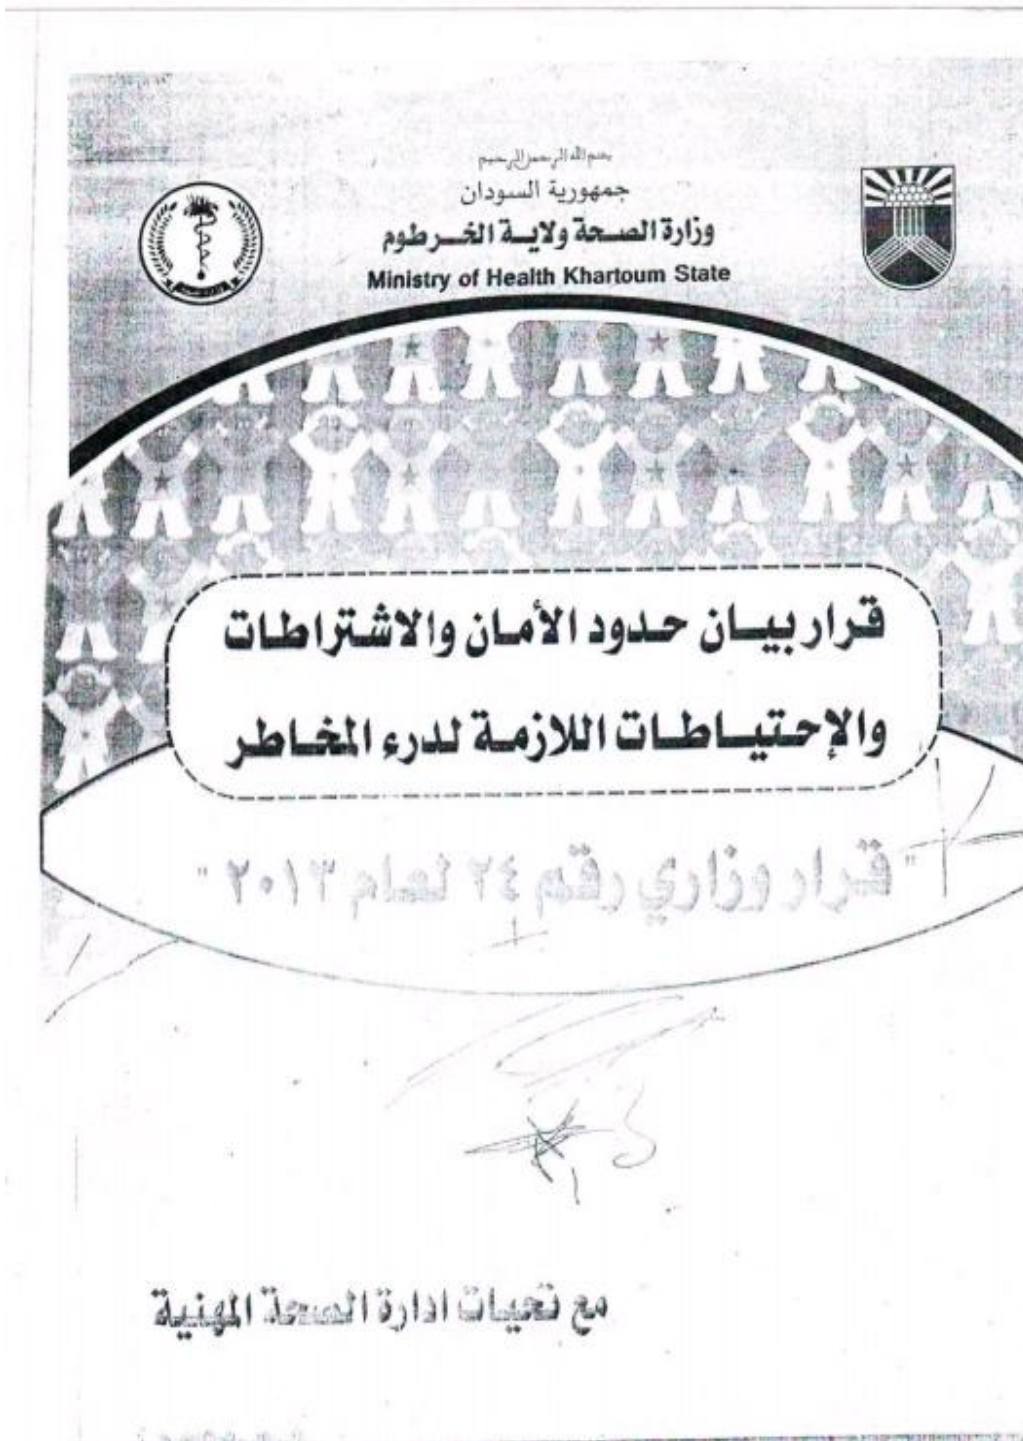 بسم الله الرحمن الرحيم
جمهورية السودان
وزارة الصحة ولاية الخرطوم
Ministry of Health Khartoum State
قرار بيان حدود الأمان والاشتراطات
والإحتياطات اللازمة لدرء المخاطر
"قرار وزاري رقم ٢٤ لعام ٢٠١٣"
مع تحيات ادارة الصحة المهنية